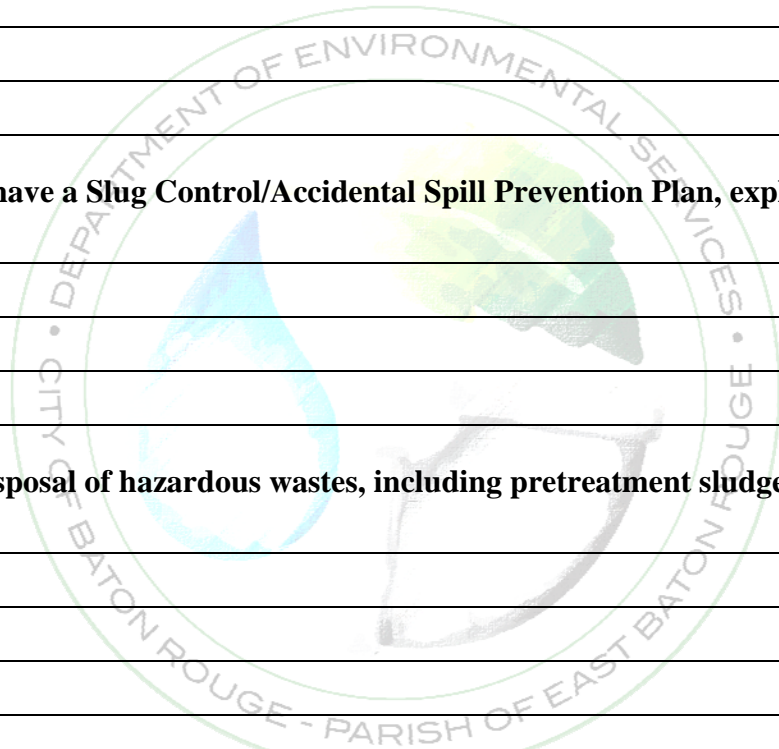 have a Slug Control/Accidental Spill Prevention Plan, expl
sposal of hazardous wastes, including pretreatment sludge
DEPARTMENT OF ENVIRONMENTAL SERVICES
CITY OF BATON ROUGE - PARISH OF EAST BATON ROUGE